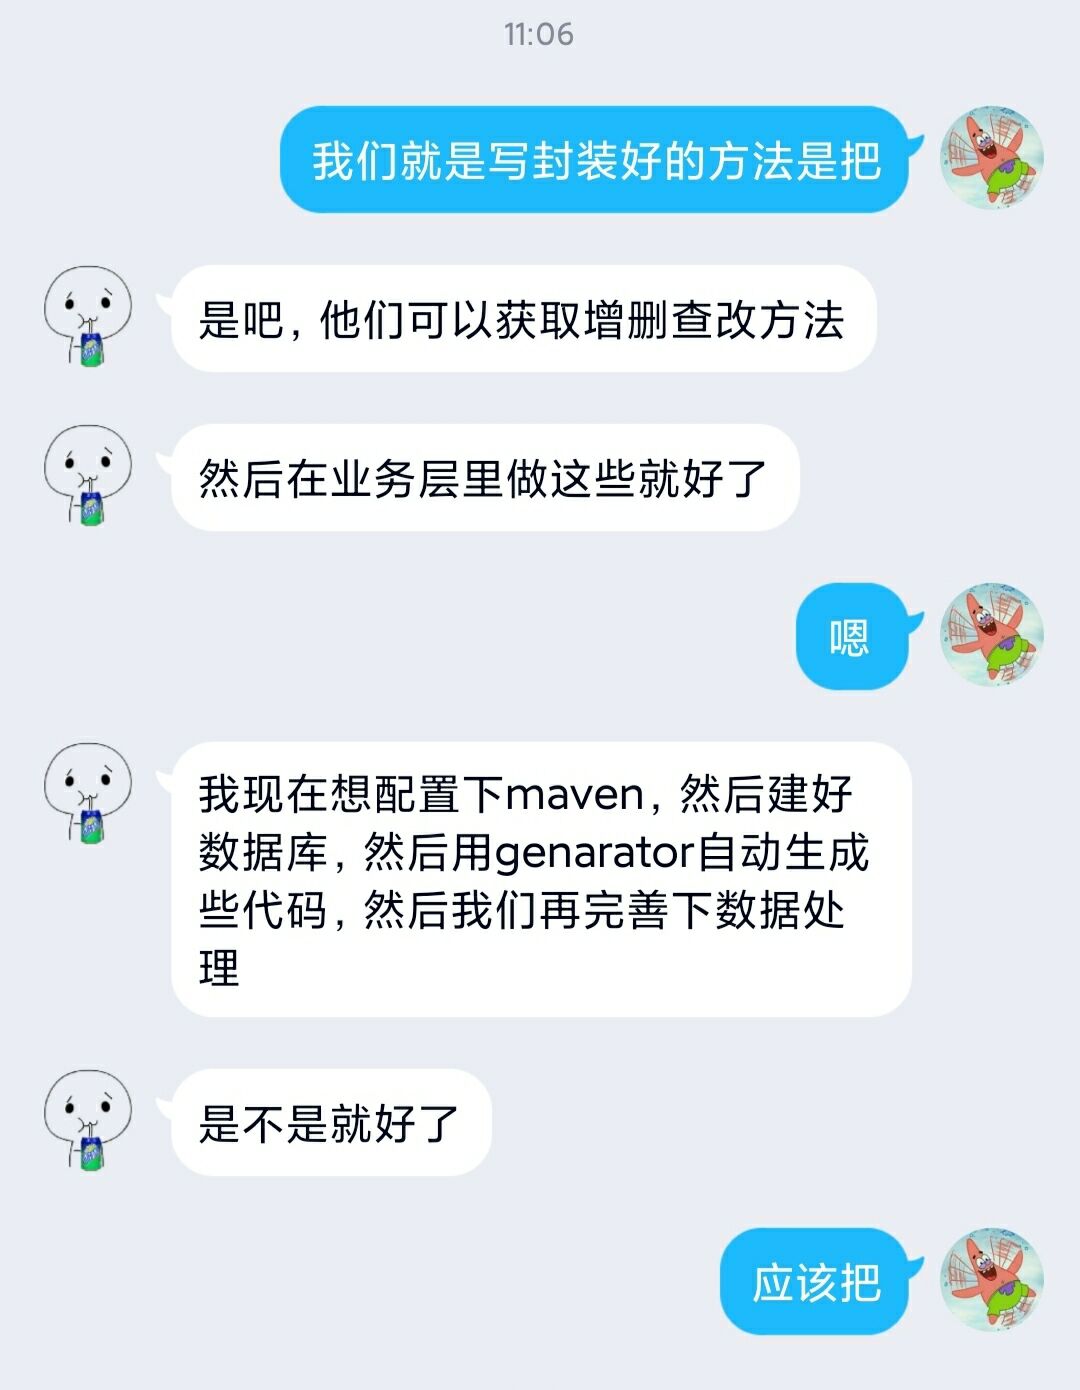 11:06
我们就是写封装好的方法是把
是吧，他们可以获取增删查改方法
然后在业务层里做这些就好了
嗯
我现在想配置下maven，然后建好
数据库，然后用genarator自动生成
些代码，然后我们再完善下数据处
理
是不是就好了
应该把